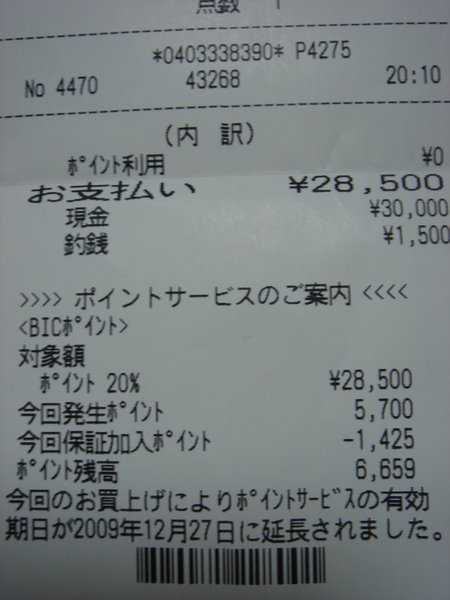 点数 1
*0403338390* P4275
No 4470 43268 20:10
(内 訳)
ﾎﾟｲﾝﾄ利用 ¥0
お支払い ¥28,500
現金 ¥30,000
釣銭 ¥1,500
>>>> ポイントサービスのご案内 <<<<
<BICﾎﾟｲﾝﾄ>
対象額
ﾎﾟｲﾝﾄ 20% ¥28,500
今回発生ﾎﾟｲﾝﾄ 5,700
今回保証加入ﾎﾟｲﾝﾄ -1,425
ﾎﾟｲﾝﾄ残高 6,659
今回のお買上げによりﾎﾟｲﾝﾄｻｰﾋﾞｽの有効
期日が2009年12月27日に延長されました。